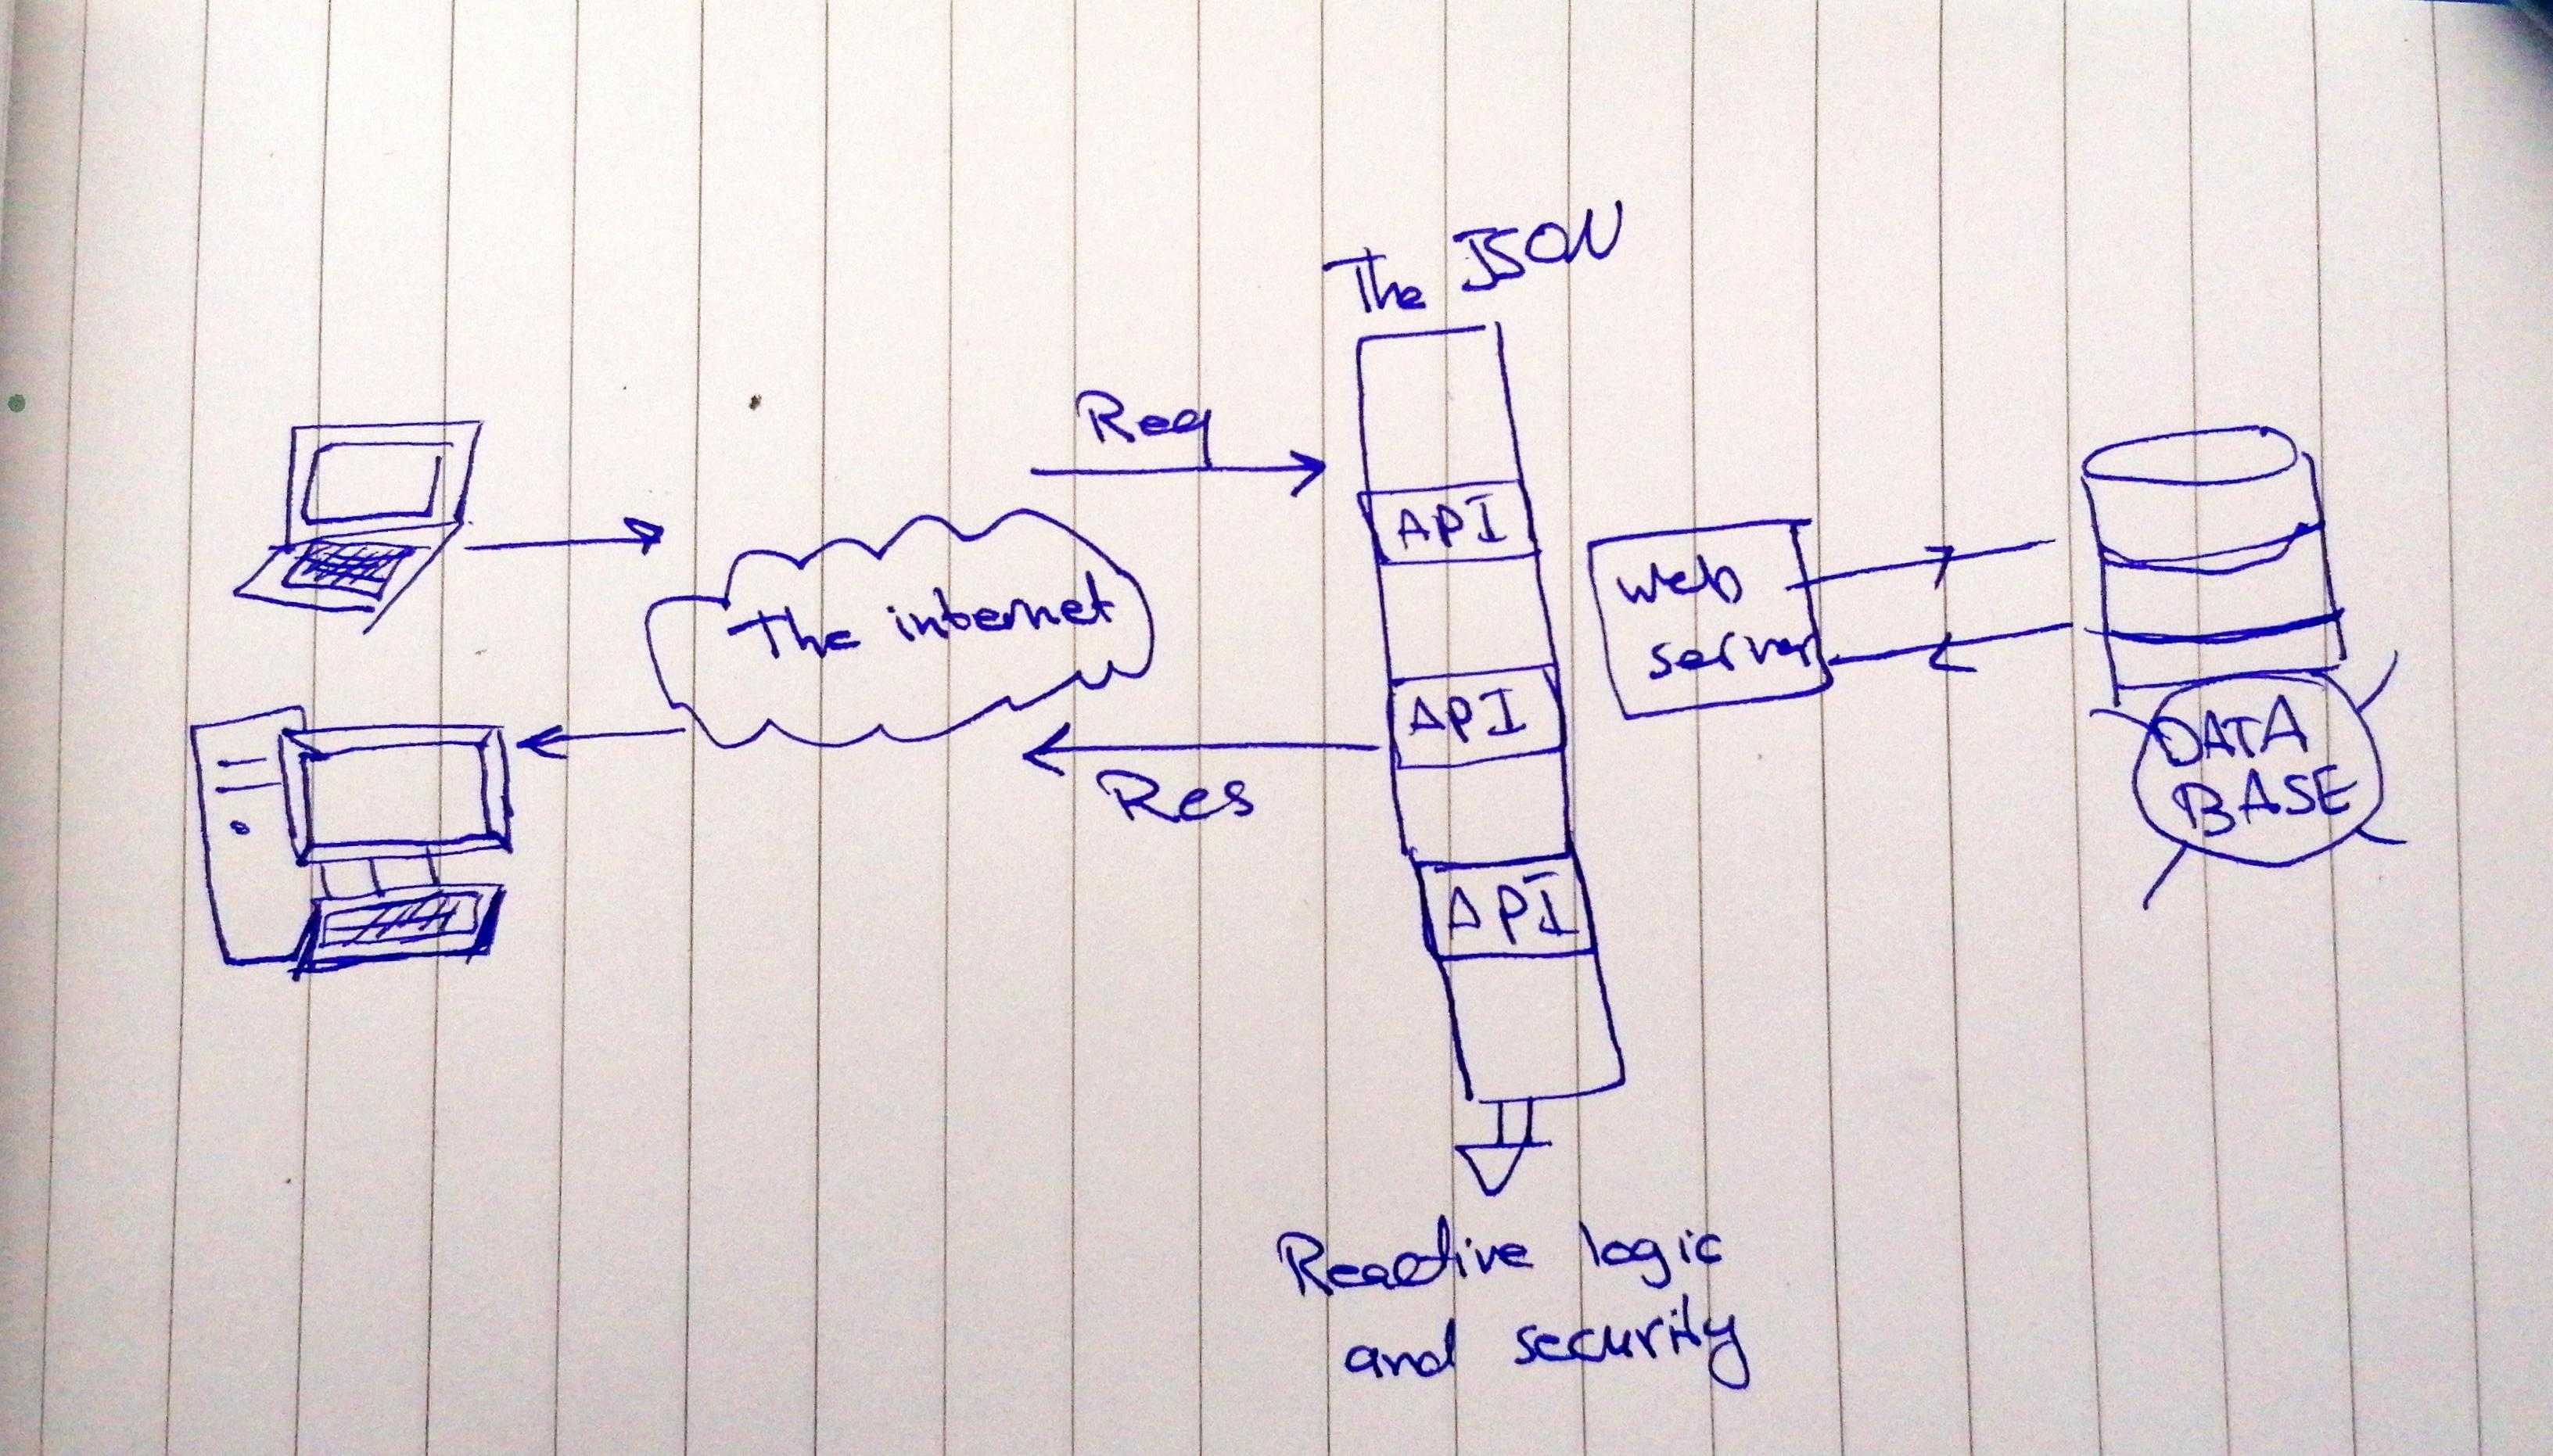 The JSON
Req
API
The internet
web
server
API
Res
DATA
BASE
API
Reactive logic
and security